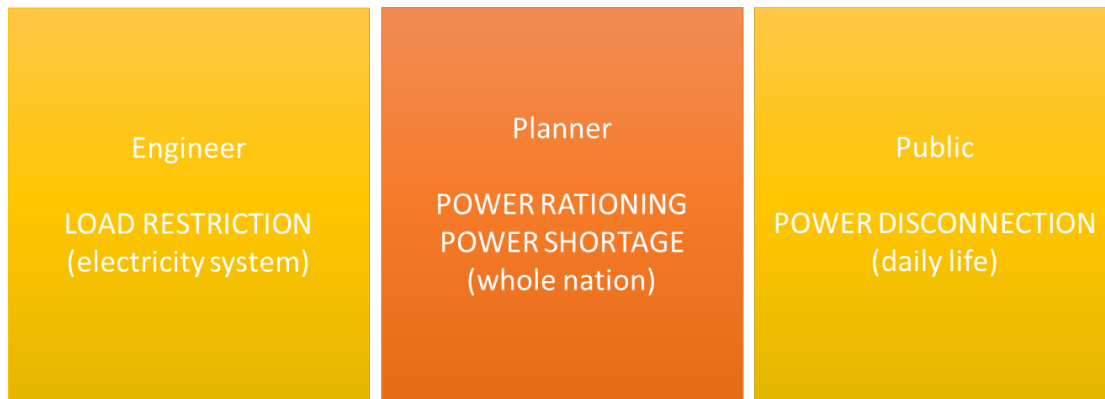 Engineer
LOAD RESTRICTION
(electricity system)
Planner
POWER RATIONING
POWER SHORTAGE
(whole nation)
Public
POWER DISCONNECTION
(daily life)